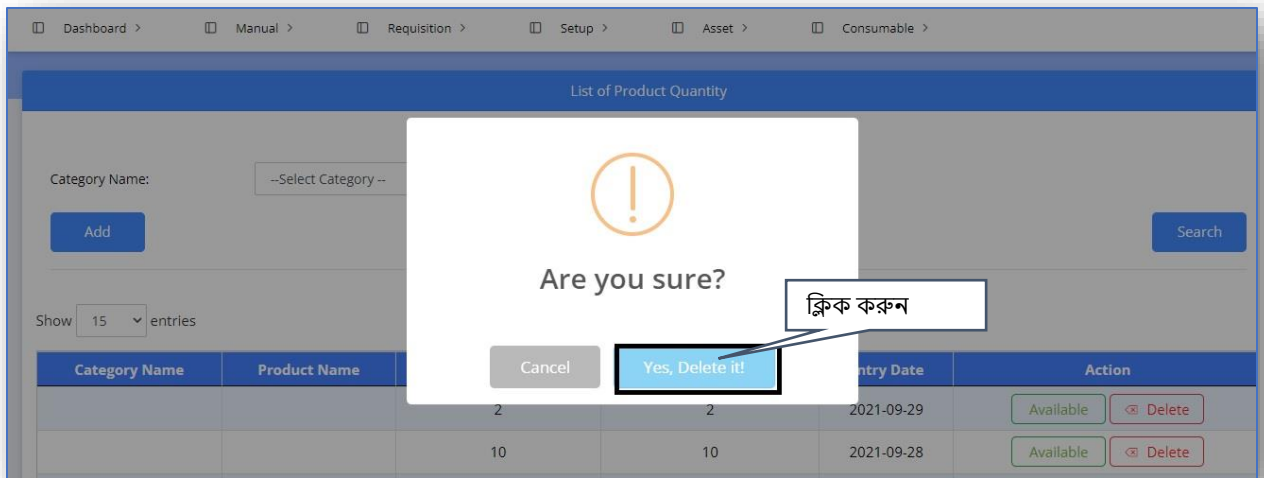 Dashboard > Manual > Requisition > Setup > Asset > Consumable >
List of Product Quantity
Category Name: --Select Category --
Add Search
Are you sure?
ক্লিক করুন
Show 15 entries
Cancel Yes, Delete it!
Category Name Product Name ntry Date Action
2 2 2021-09-29 Available Delete
10 10 2021-09-28 Available Delete